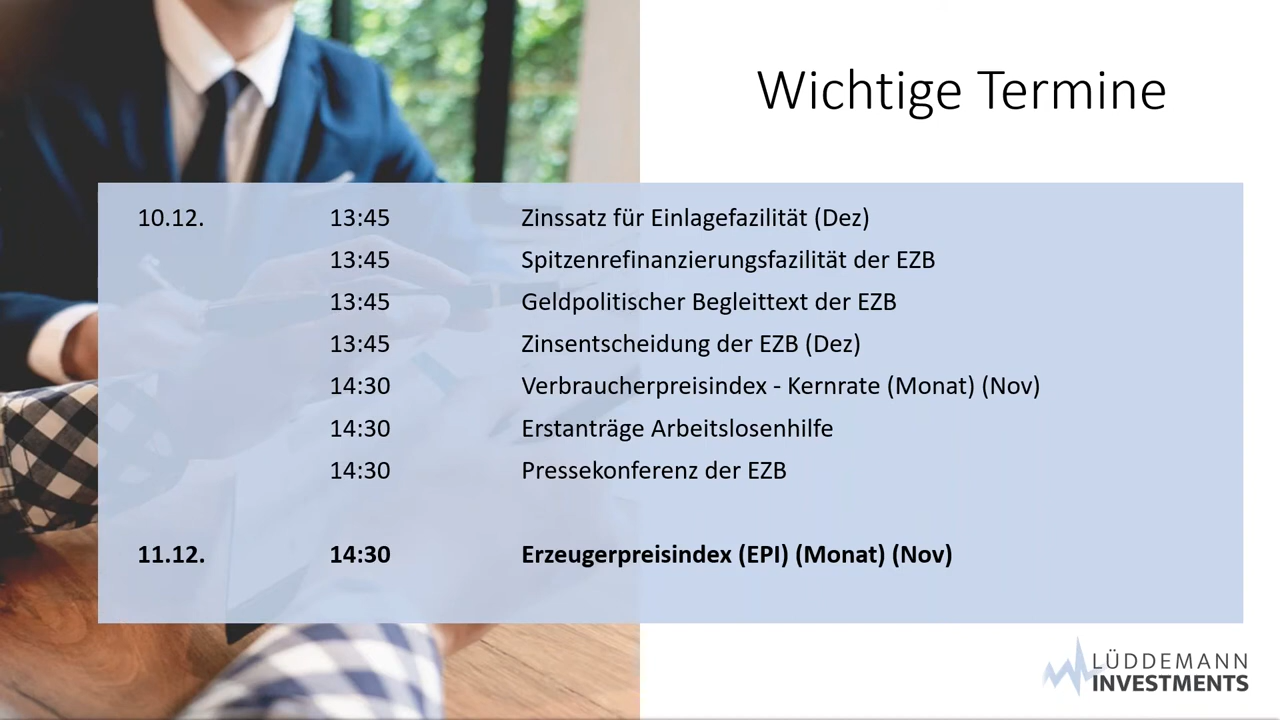 Wichtige Termine
10.12. 13:45 Zinssatz für Einlagefazilität (Dez)
13:45 Spitzenrefinanzierungsfazilität der EZB
13:45 Geldpolitischer Begleittext der EZB
13:45 Zinsentscheidung der EZB (Dez)
14:30 Verbraucherpreisindex - Kernrate (Monat) (Nov)
14:30 Erstanträge Arbeitslosenhilfe
14:30 Pressekonferenz der EZB
11.12. 14:30 Erzeugerpreisindex (EPI) (Monat) (Nov)
LÜDDEMANN
INVESTMENTS